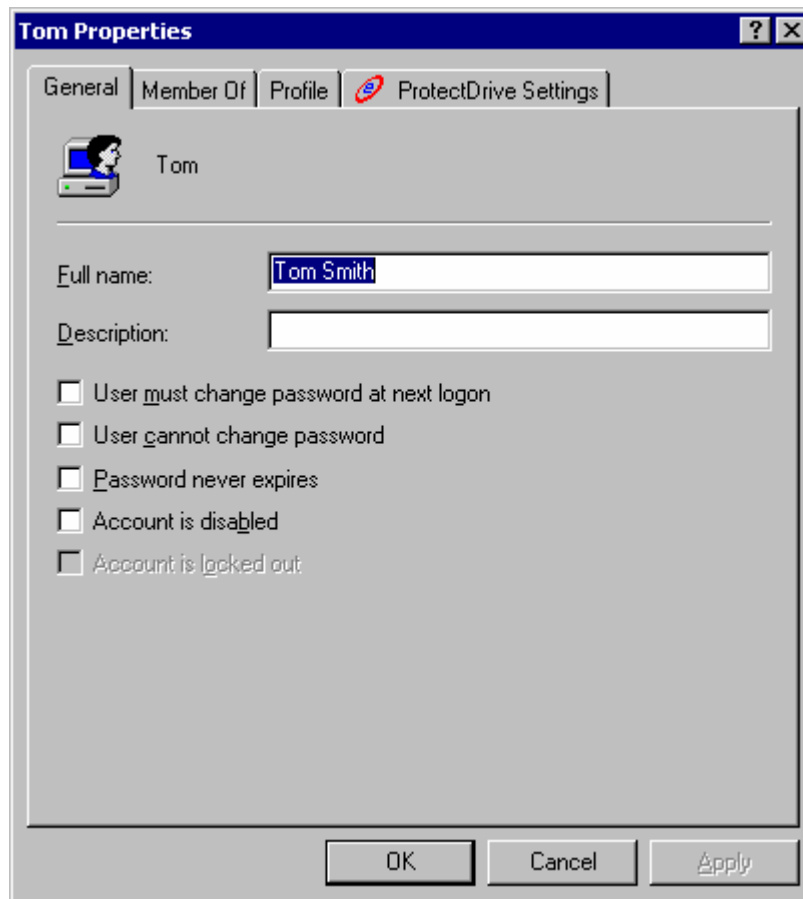 Tom Properties
General Member Of Profile ProtectDrive Settings
Tom
Full name: Tom Smith
Description:
User must change password at next logon
User cannot change password
Password never expires
Account is disabled
Account is locked out
OK Cancel Apply